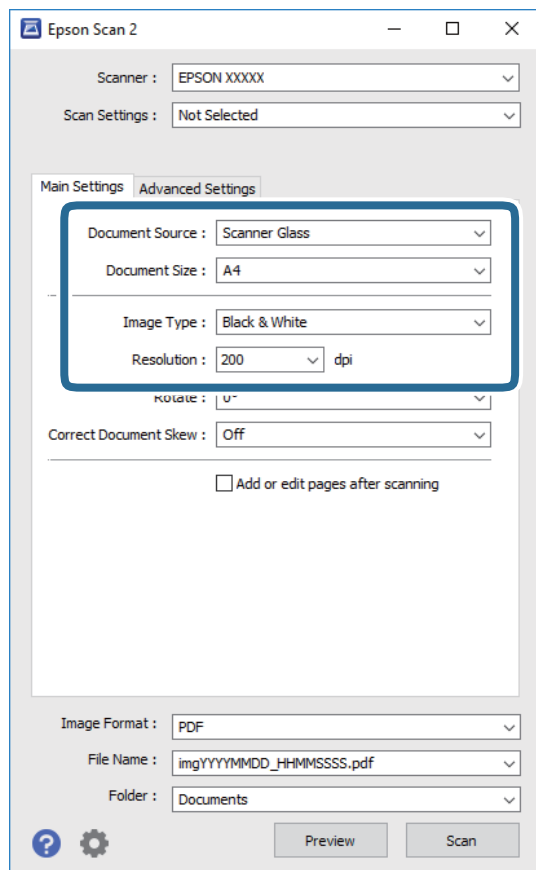 Epson Scan 2
Scanner : EPSON XXXXX
Scan Settings : Not Selected
Main Settings Advanced Settings
Document Source : Scanner Glass
Document Size : A4
Image Type : Black & White
Resolution : 200 dpi
Rotate : 0°
Correct Document Skew : Off
Add or edit pages after scanning
Image Format : PDF
File Name : imgYYYYMMDD_HHMMSSSS.pdf
Folder : Documents
? Preview Scan